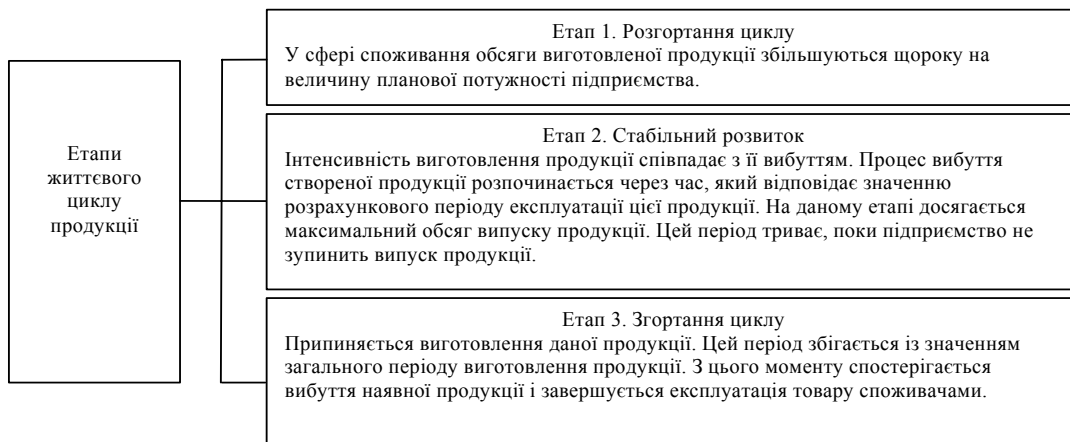 Етапи
життєвого
циклу
продукції
Етап 1. Розгортання циклу
У сфері споживання обсяги виготовленої продукції збільшуються щороку на
величину планової потужності підприємства.
Етап 2. Стабільний розвиток
Інтенсивність виготовлення продукції співпадає з її вибуттям. Процес вибуття
створеної продукції розпочинається через час, який відповідає значенню
розрахункового періоду експлуатації цієї продукції. На даному етапі досягається
максимальний обсяг випуску продукції. Цей період триває, поки підприємство не
зупинить випуск продукції.
Етап 3. Згортання циклу
Припиняється виготовлення даної продукції. Цей період збігається із значенням
загального періоду виготовлення продукції. З цього моменту спостерігається
вибуття наявної продукції і завершується експлуатація товару споживачами.